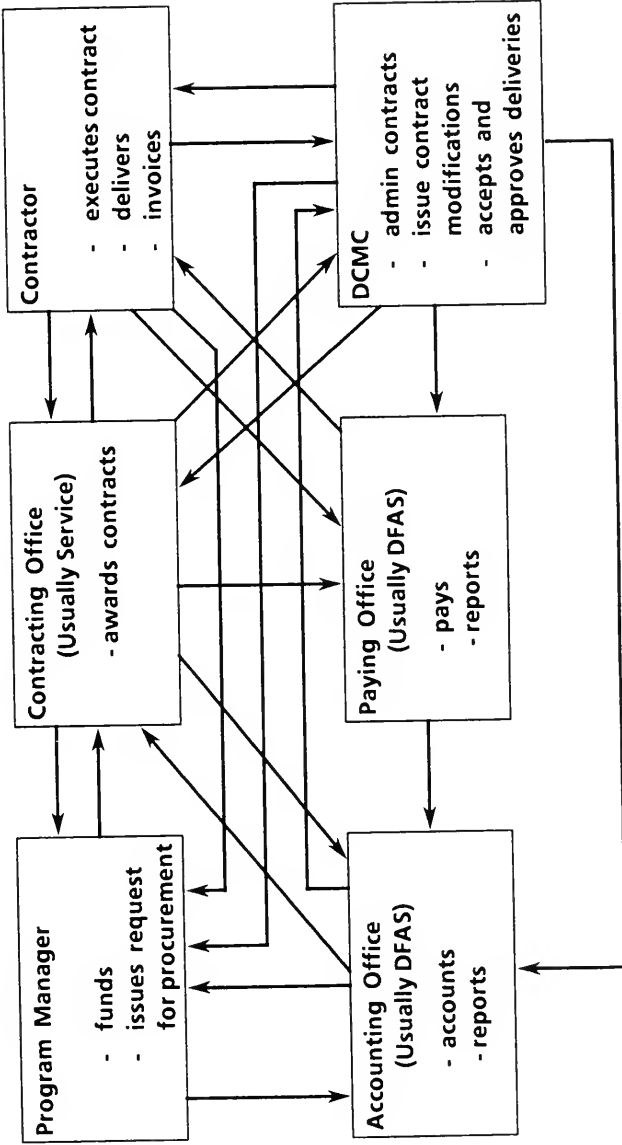 Program Manager
- funds
- issues request
for procurement
Contracting Office
(Usually Service)
- awards contracts
Contractor
- executes contract
- delivers
- invoices
Accounting Office
(Usually DFAS)
- accounts
- reports
Paying Office
(Usually DFAS)
- pays
- reports
DCMC
- admin contracts
- issue contract
modifications
- accepts and
approves deliveries